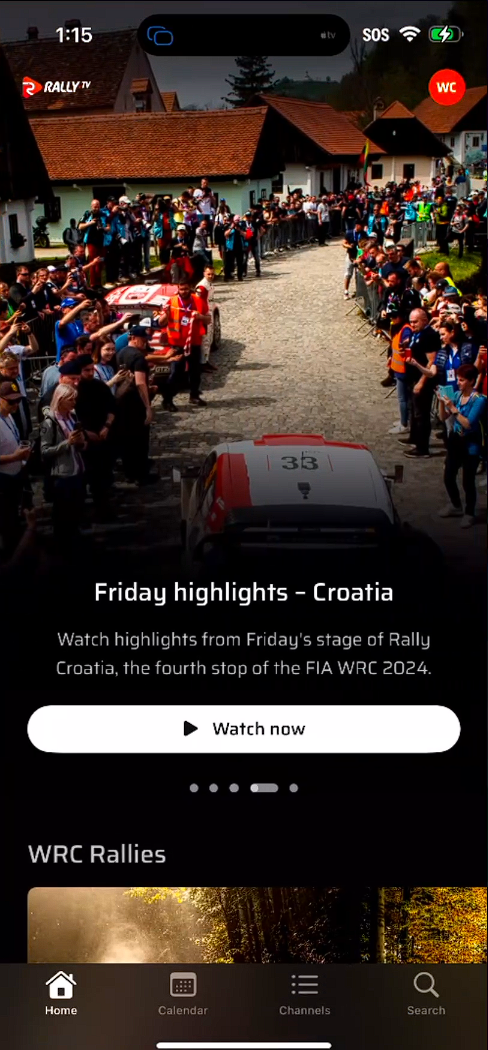 1:15
tv
SOS
RALLY TV
WC
33
Friday highlights – Croatia
Watch highlights from Friday's stage of Rally
Croatia, the fourth stop of the FIA WRC 2024.
Watch now
WRC Rallies
Home
Calendar
Channels
Search